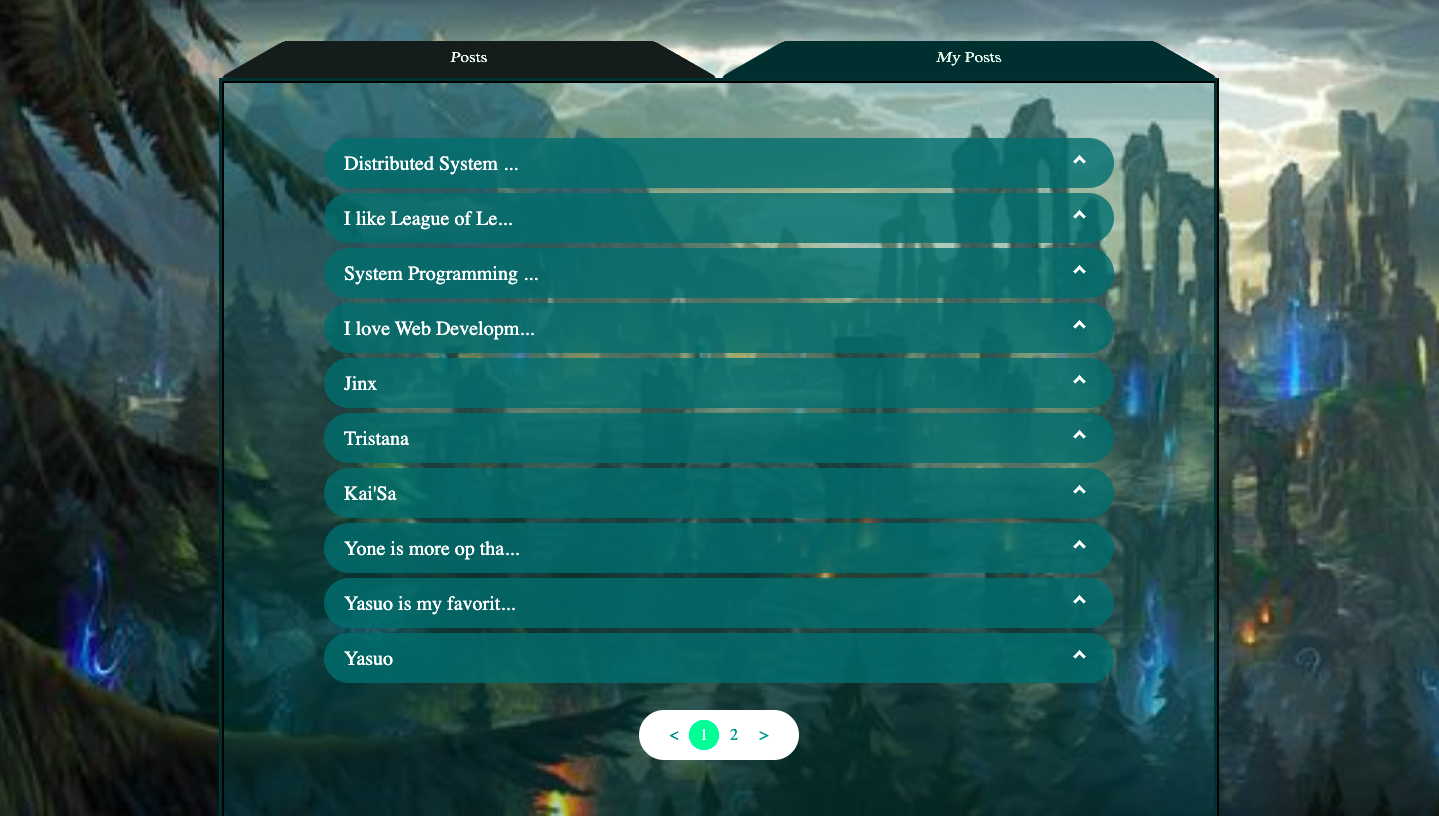 Posts
My Posts
Distributed System ...
I like League of Le...
System Programming ...
I love Web Developm...
Jinx
Tristana
Kai'Sa
Yone is more op tha...
Yasuo is my favorit...
Yasuo
< 1 2 >